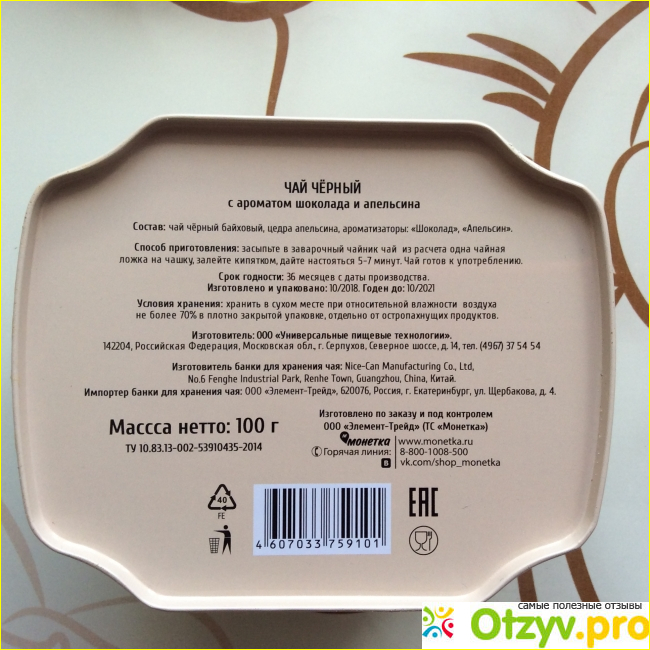 ЧАЙ ЧЁРНЫЙ
с ароматом шоколада и апельсина
Состав: чай чёрный байховый, цедра апельсина, ароматизаторы: «Шоколад», «Апельсин».
Способ приготовления: засыпьте в заварочный чайник чай из расчета одна чайная
ложка на чашку, залейте кипятком, дайте настояться 5-7 минут. Чай готов к употреблению.
Срок годности: 36 месяцев с даты производства.
Изготовлено и упаковано: 10/2018. Годен до: 10/2021
Условия хранения: хранить в сухом месте при относительной влажности воздуха
не более 70% в плотно закрытой упаковке, отдельно от остропахнущих продуктов.
Изготовитель: ООО «Универсальные пищевые технологии».
142204, Российская Федерация, Московская обл., г. Серпухов, Северное шоссе, д. 14, тел. (4967) 37 54 54
Изготовитель банки для хранения чая: Nice-Can Manufacturing Co., Ltd,
No.6 Fenghe Industrial Park, Renhe Town, Guangzhou, China, Китай.
Импортер банки для хранения чая: ООО «Элемент-Трейд», 620076, Россия, г. Екатеринбург, ул. Щербакова, д. 4.
Массса нетто: 100 г
ТУ 10.83.13-002-53910435-2014
Изготовлено по заказу и под контролем
ООО «Элемент-Трейд» (ТС «Монетка»)
монетка www.monetka.ru
Горячая линия: 8-800-1008-500
В vk.com/shop_monetka
40
FE
4 607033 759101
EAC
самые полезные отзывы
Otzyv.pro